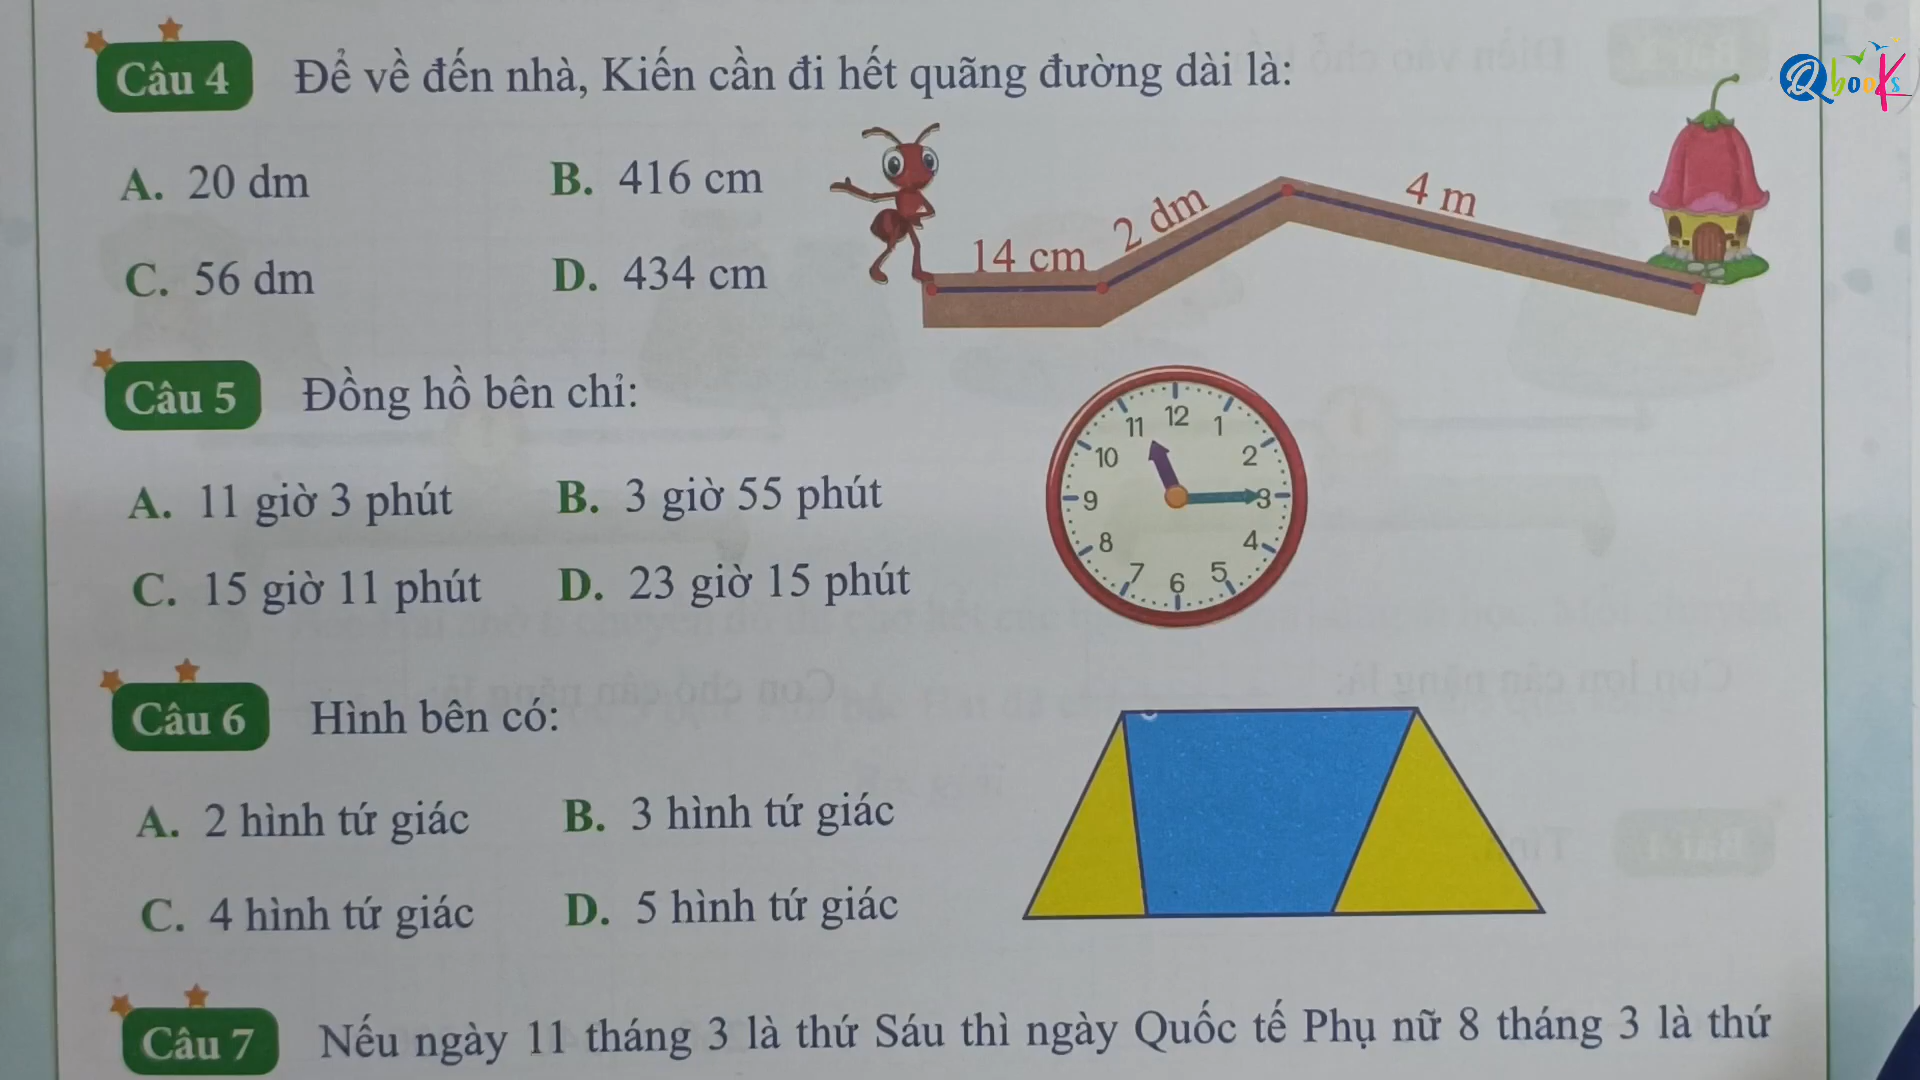 Qbooks
Câu 4 Để về đến nhà, Kiến cần đi hết quãng đường dài là:
A. 20 dm B. 416 cm
C. 56 dm D. 434 cm
14 cm 2 dm 4 m
Câu 5 Đồng hồ bên chỉ:
A. 11 giờ 3 phút B. 3 giờ 55 phút
C. 15 giờ 11 phút D. 23 giờ 15 phút
12 1 2 3 4 5 6 7 8 9 10 11
Câu 6 Hình bên có:
A. 2 hình tứ giác B. 3 hình tứ giác
C. 4 hình tứ giác D. 5 hình tứ giác
Câu 7 Nếu ngày 11 tháng 3 là thứ Sáu thì ngày Quốc tế Phụ nữ 8 tháng 3 là thứ